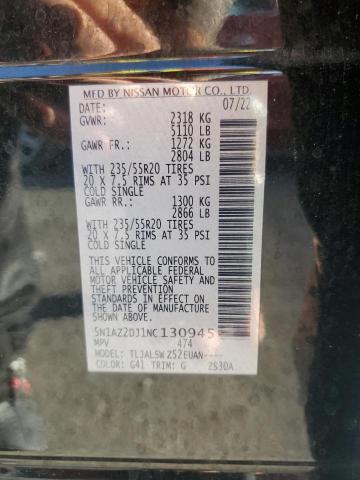 MFD BY NISSAN MOTOR CO., LTD.
DATE: 07/22
GVWR: 2318 KG
5110 LB
GAWR FR.: 1272 KG
2804 LB
WITH 235/55R20 TIRES
20 X 7.5 RIMS AT 35 PSI
COLD SINGLE
GAWR RR.: 1300 KG
2866 LB
WITH 235/55R20 TIRES
20 X 7.5 RIMS AT 35 PSI
COLD SINGLE
THIS VEHICLE CONFORMS TO
ALL APPLICABLE FEDERAL
MOTOR VEHICLE SAFETY
AND THEFT PREVENTION
STANDARDS IN EFFECT ON
THE DATE OF MANUFACTURE
SHOWN ABOVE.
5N1AZ2DJ1NC130945
MPV 474
MODEL: TLJALSWZ52EUAN----
COLOR: G41 TRIM: G ZS30A